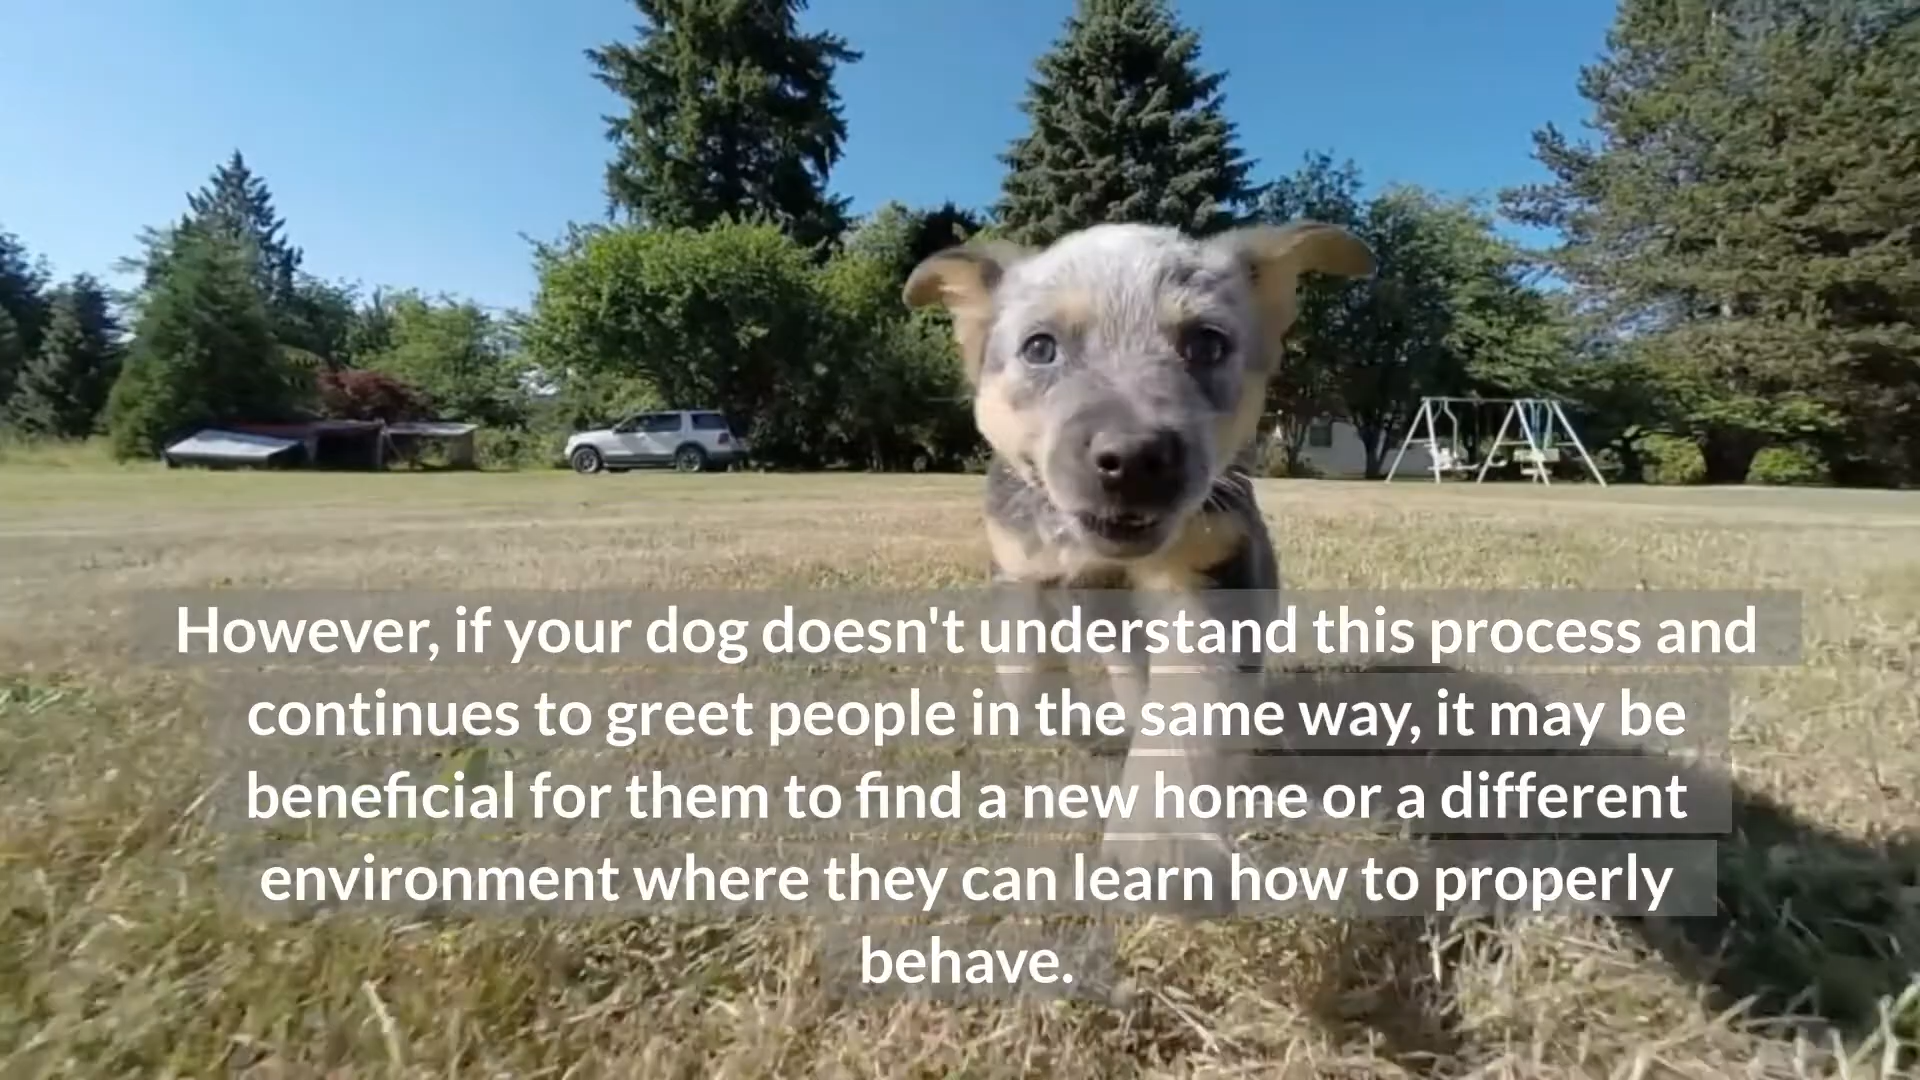 However, if your dog doesn't understand this process and
continues to greet people in the same way, it may be
beneficial for them to find a new home or a different
environment where they can learn how to properly
behave.